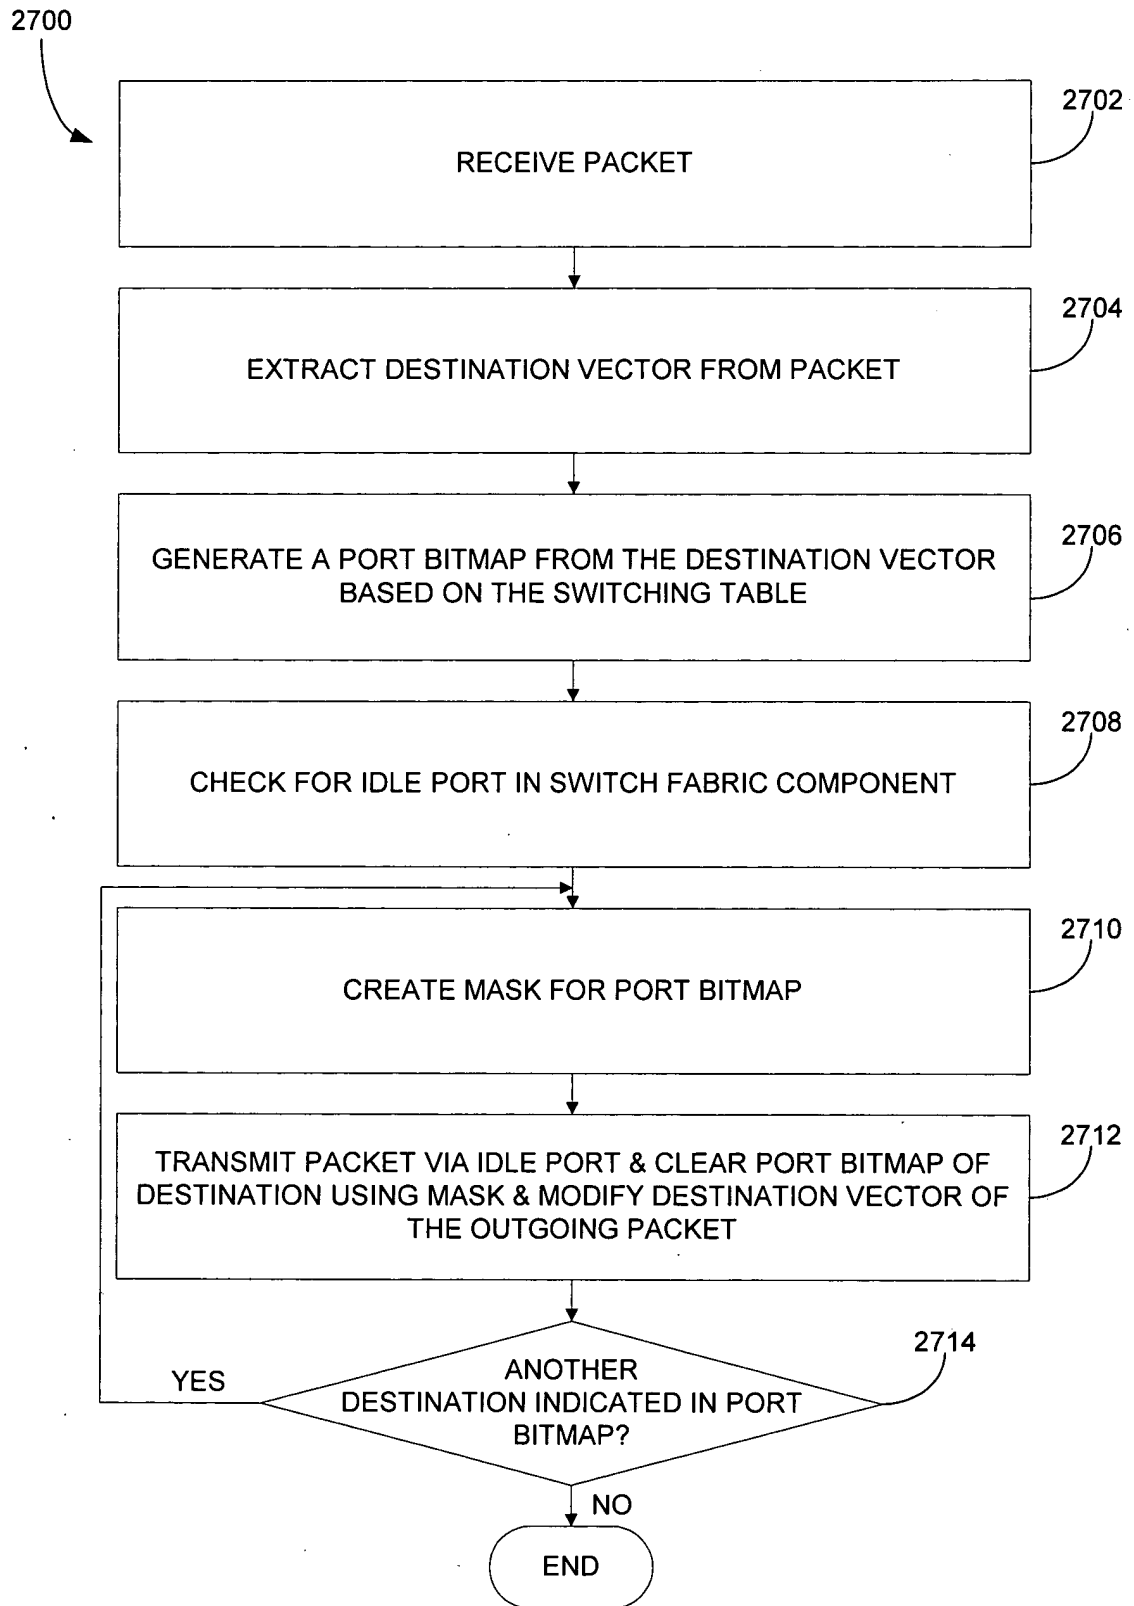 2700
2702
RECEIVE PACKET
2704
EXTRACT DESTINATION VECTOR FROM PACKET
2706
GENERATE A PORT BITMAP FROM THE DESTINATION VECTOR
BASED ON THE SWITCHING TABLE
2708
CHECK FOR IDLE PORT IN SWITCH FABRIC COMPONENT
2710
CREATE MASK FOR PORT BITMAP
2712
TRANSMIT PACKET VIA IDLE PORT & CLEAR PORT BITMAP OF
DESTINATION USING MASK & MODIFY DESTINATION VECTOR OF
THE OUTGOING PACKET
2714
YES
ANOTHER
DESTINATION INDICATED IN PORT
BITMAP?
NO
END